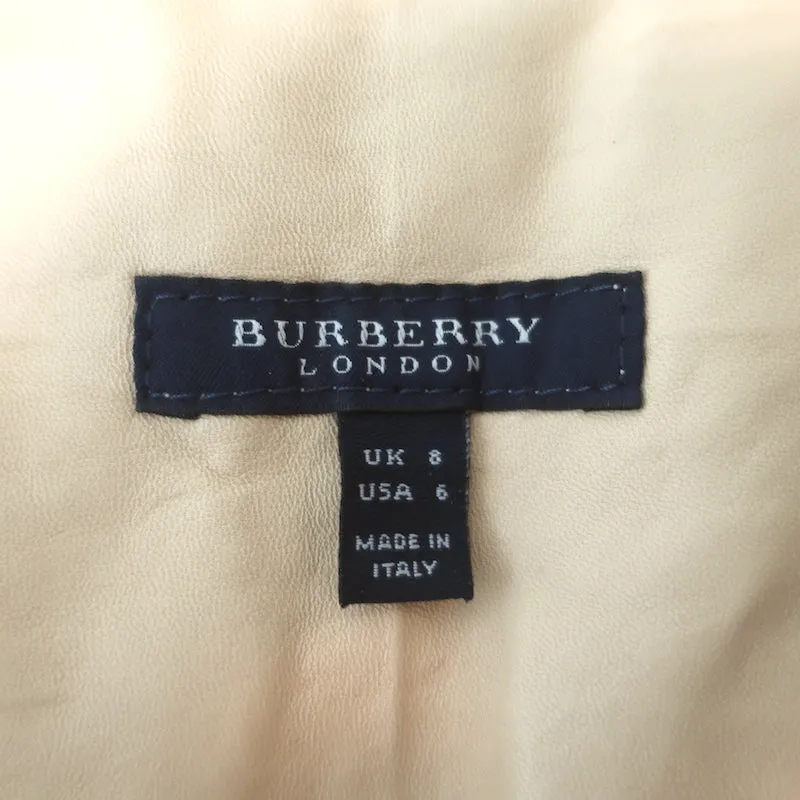 BURBERRY
LONDON
UK 8
USA 6
MADE IN
ITALY